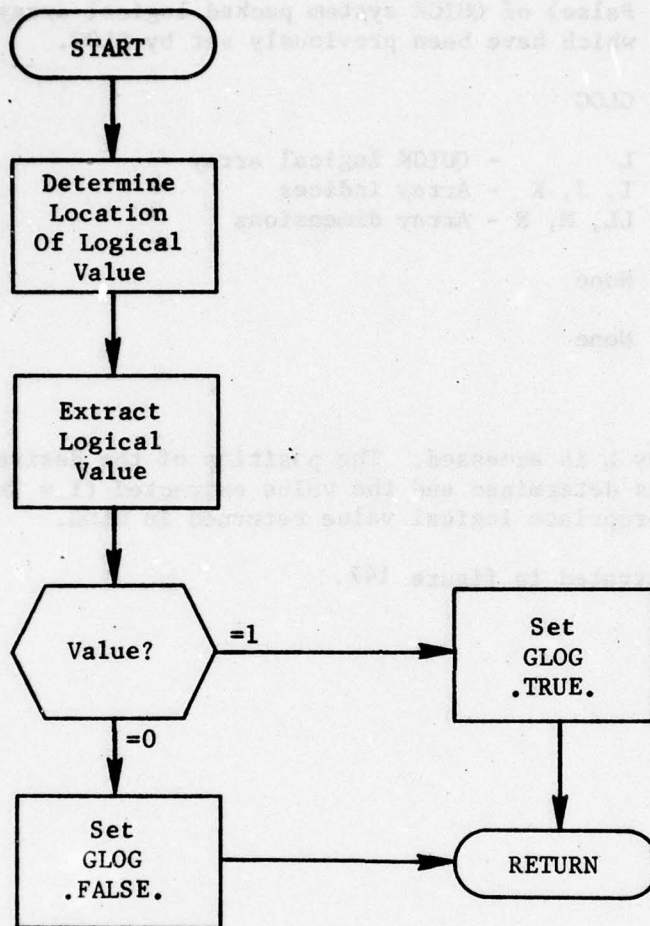 START
Determine
Location
Of Logical
Value
Extract
Logical
Value
Value?
=1
Set
GLOG
.TRUE.
=0
Set
GLOG
.FALSE.
RETURN